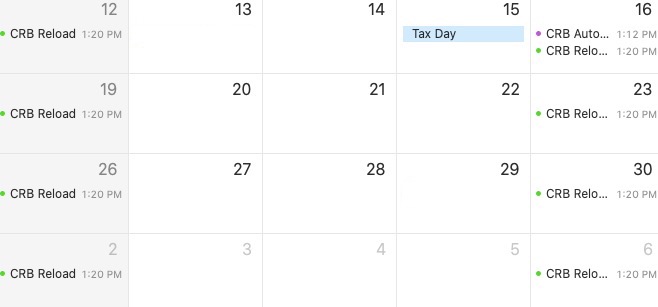 12 13 14 15 16
CRB Reload 1:20 PM Tax Day CRB Auto... 1:12 PM
CRB Relo... 1:20 PM
19 20 21 22 23
CRB Reload 1:20 PM CRB Relo... 1:20 PM
26 27 28 29 30
CRB Reload 1:20 PM CRB Relo... 1:20 PM
2 3 4 5 6
CRB Reload 1:20 PM CRB Relo... 1:20 PM